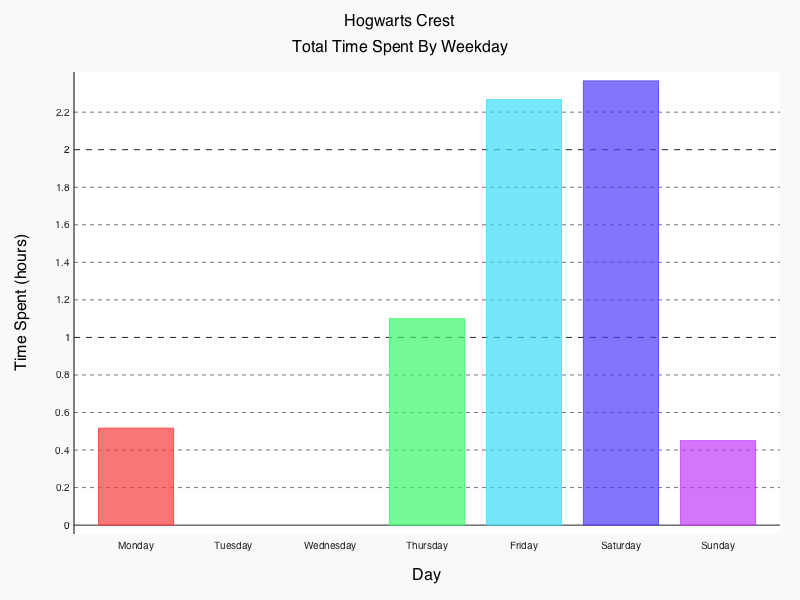 Hogwarts Crest
Total Time Spent By Weekday
Time Spent (hours)
2.2
2
1.8
1.6
1.4
1.2
1
0.8
0.6
0.4
0.2
0
Monday Tuesday Wednesday Thursday Friday Saturday Sunday
Day